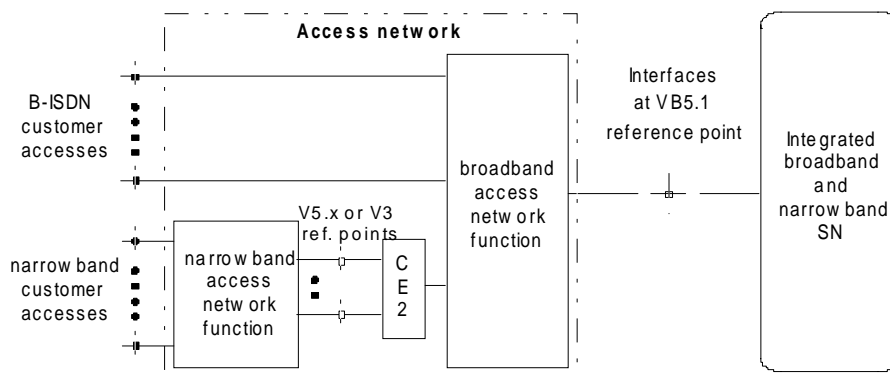 Access network
B-ISDN
customer
accesses
Interfaces
at VB5.1
reference point
Integrated
broadband
and
narrow band
SN
broadband
access
network
function
V5.x or V3
ref. points
narrow band
customer
accesses
narrow band
access
network
function
C
E
2